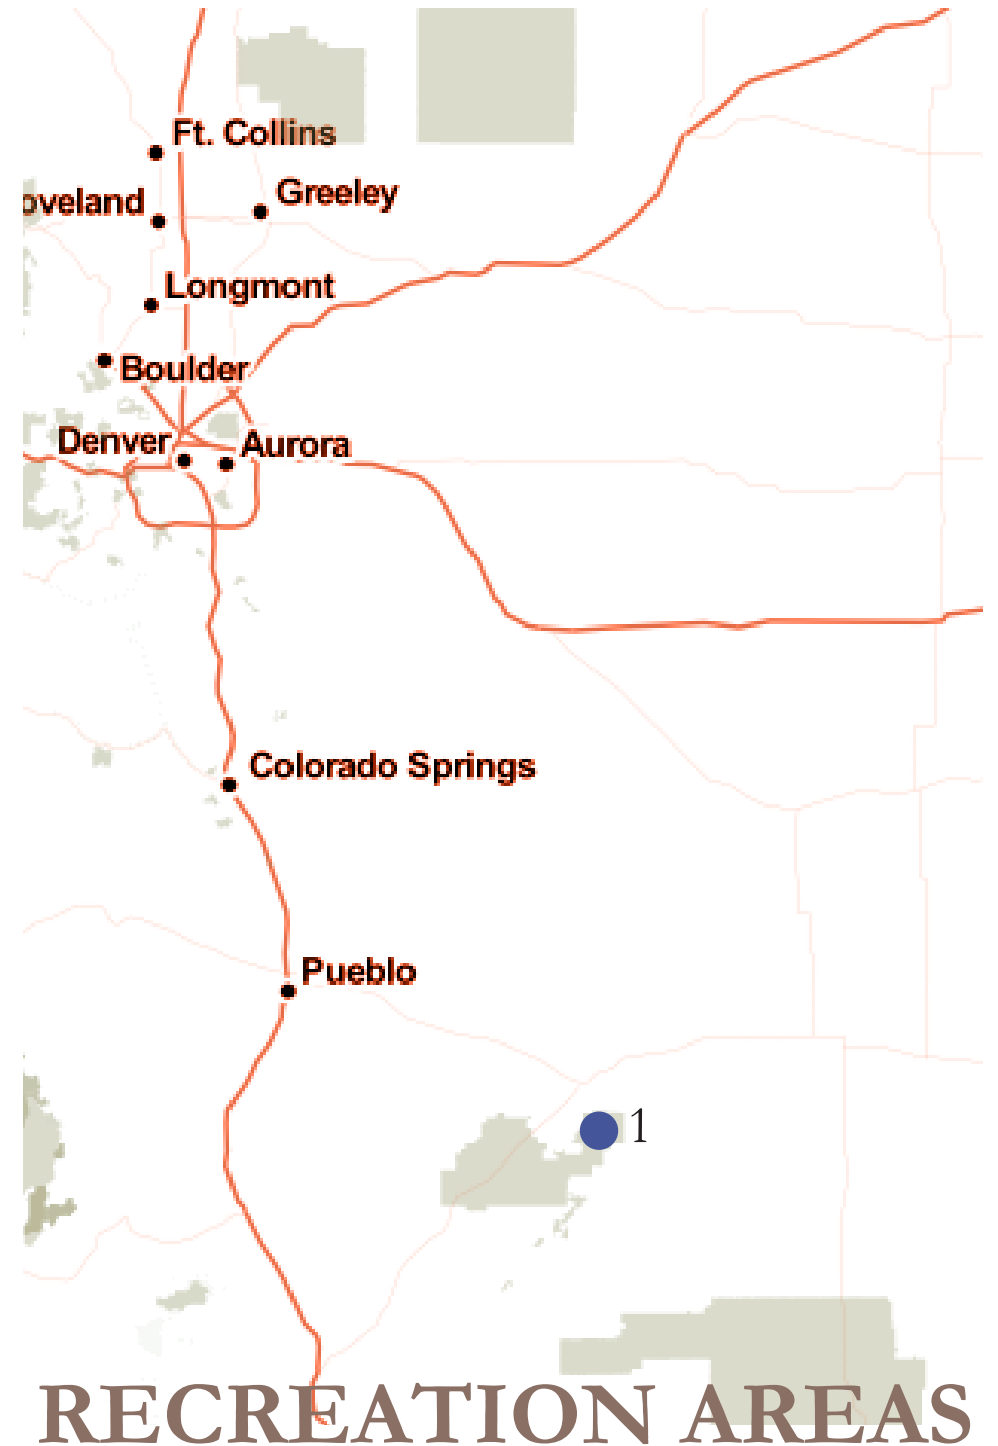 Ft. Collins
oveland
Greeley
Longmont
Boulder
Denver
Aurora
Colorado Springs
Pueblo
1
RECREATION AREAS